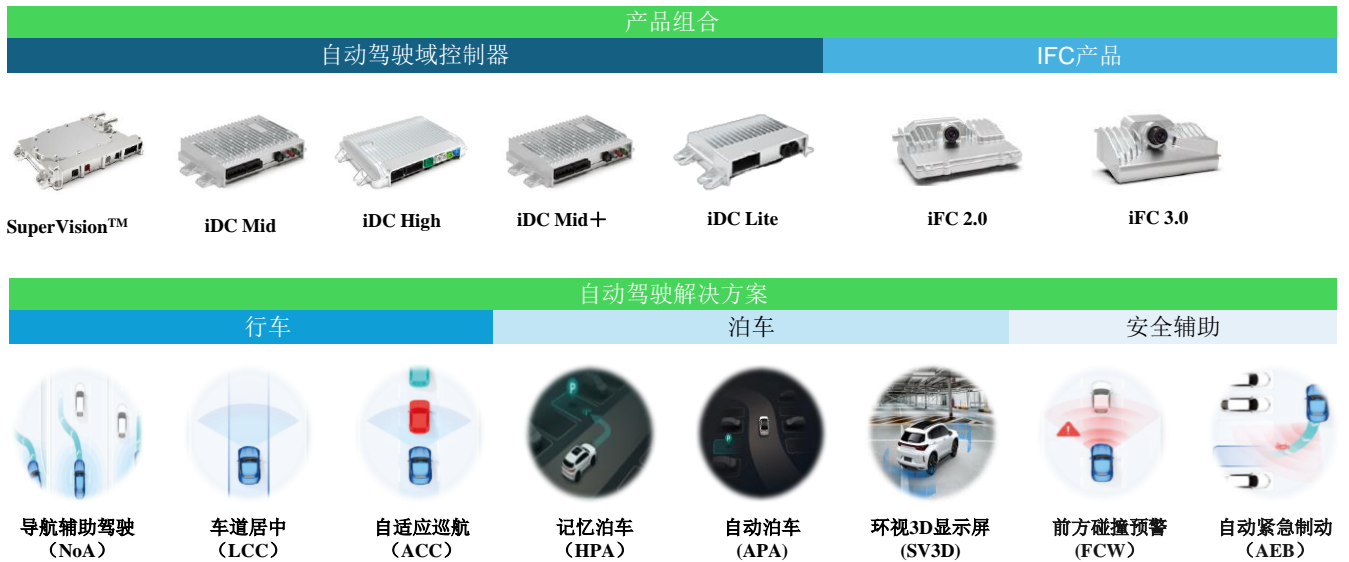 产品组合
自动驾驶域控制器 IFC产品
SuperVision™ iDC Mid iDC High iDC Mid＋ iDC Lite iFC 2.0 iFC 3.0
自动驾驶解决方案
行车 泊车 安全辅助
P
P
导航辅助驾驶 车道居中 自适应巡航 记忆泊车 自动泊车 环视3D显示屏 前方碰撞预警 自动紧急制动
（NoA） （LCC） （ACC） （HPA） (APA) (SV3D) (FCW） （AEB）